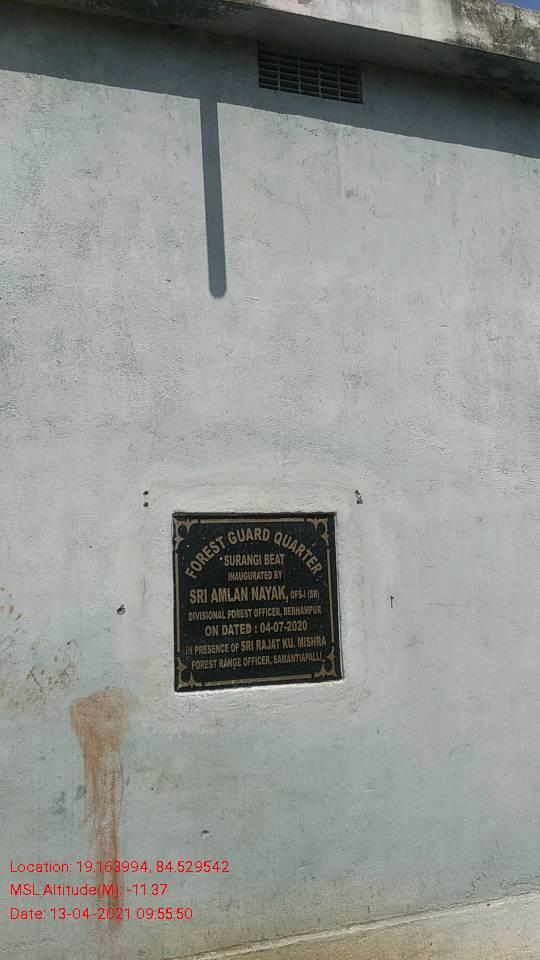 FOREST GUARD QUARTER
SURANGI BEAT
INAUGURATED BY
SRI AMLAN NAYAK, OFS-I (SB)
DIVISIONAL FOREST OFFICER, BERHAMPUR
ON DATED : 04-07-2020
IN PRESENCE OF SRI RAJAT KU. MISHRA
FOREST RANGE OFFICER, SAMANTIAPALLI
Location: 19.163994, 84.529542
MSL Altitude(M): -11.37
Date: 13-04-2021 09:55:50